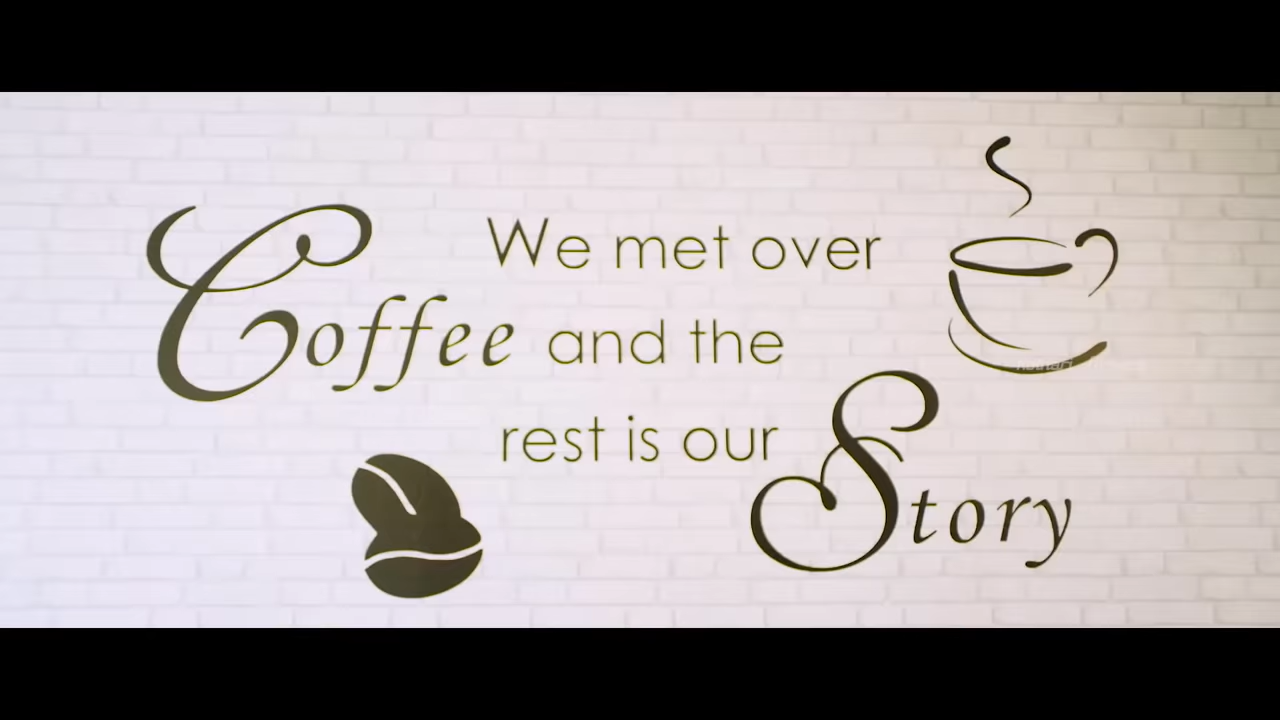 We met over
Coffee and the
rest is our
Story